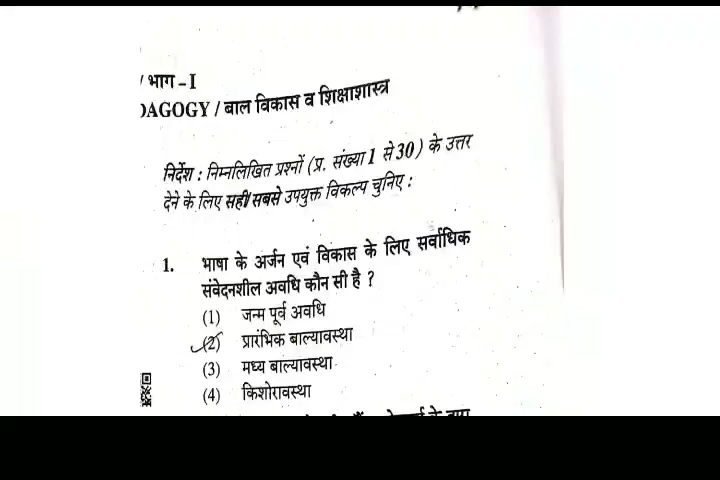 / भाग – I
DAGOGY / बाल विकास व शिक्षाशास्त्र
निर्देश : निम्नलिखित प्रश्नों (प्र. संख्या 1 से 30) के उत्तर
देने के लिए सही/सबसे उपयुक्त विकल्प चुनिए :
1. भाषा के अर्जन एवं विकास के लिए सर्वाधिक
संवेदनशील अवधि कौन सी है ?
(1) जन्म पूर्व अवधि
(2) प्रारंभिक बाल्यावस्था
(3) मध्य बाल्यावस्था
(4) किशोरावस्था